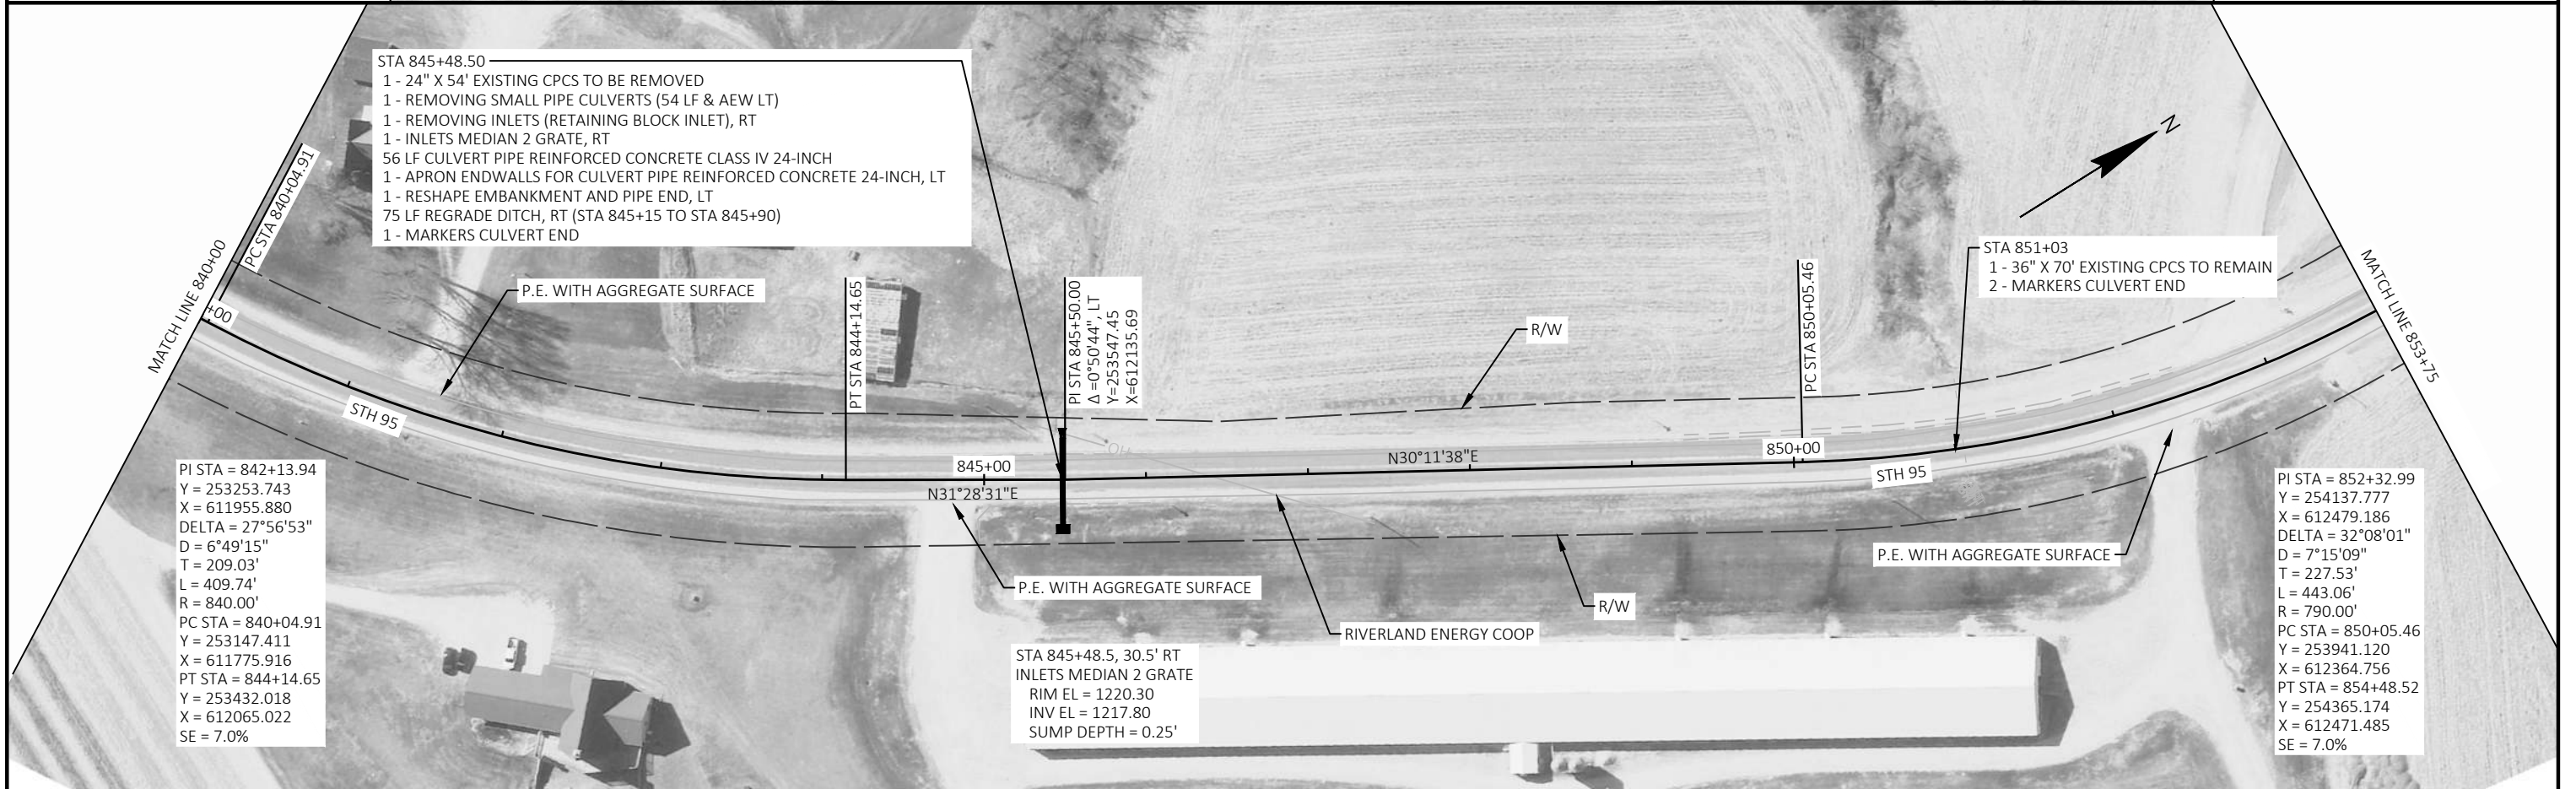 STA 845+48.50
1 - 24" X 54' EXISTING CPCS TO BE REMOVED
1 - REMOVING SMALL PIPE CULVERTS (54 LF & AEW LT)
1 - REMOVING INLETS (RETAINING BLOCK INLET), RT
1 - INLETS MEDIAN 2 GRATE, RT
56 LF CULVERT PIPE REINFORCED CONCRETE CLASS IV 24-INCH
1 - APRON ENDWALLS FOR CULVERT PIPE REINFORCED CONCRETE 24-INCH, LT
1 - RESHAPE EMBANKMENT AND PIPE END, LT
75 LF REGRADE DITCH, RT (STA 845+15 TO STA 845+90)
1 - MARKERS CULVERT END
N
STA 851+03
1 - 36" X 70' EXISTING CPCS TO REMAIN
2 - MARKERS CULVERT END
MATCH LINE 840+00
PC STA 840+04.91
+00
P.E. WITH AGGREGATE SURFACE
PT STA 844+14.65
PI STA 845+50.00
Δ =0°50'44", LT
Y=253547.45
X=612135.69
R/W
PC STA 850+05.46
MATCH LINE 853+75
STH 95
845+00
N31°28'31"E
OH
N30°11'38"E
850+00
STH 95
PI STA = 842+13.94
Y = 253253.743
X = 611955.880
DELTA = 27°56'53"
D = 6°49'15"
T = 209.03'
L = 409.74'
R = 840.00'
PC STA = 840+04.91
Y = 253147.411
X = 611775.916
PT STA = 844+14.65
Y = 253432.018
X = 612065.022
SE = 7.0%
P.E. WITH AGGREGATE SURFACE
RIVERLAND ENERGY COOP
R/W
P.E. WITH AGGREGATE SURFACE
STA 845+48.5, 30.5' RT
INLETS MEDIAN 2 GRATE
RIM EL = 1220.30
INV EL = 1217.80
SUMP DEPTH = 0.25'
PI STA = 852+32.99
Y = 254137.777
X = 612479.186
DELTA = 32°08'01"
D = 7°15'09"
T = 227.53'
L = 443.06'
R = 790.00'
PC STA = 850+05.46
Y = 253941.120
X = 612364.756
PT STA = 854+48.52
Y = 254365.174
X = 612471.485
SE = 7.0%